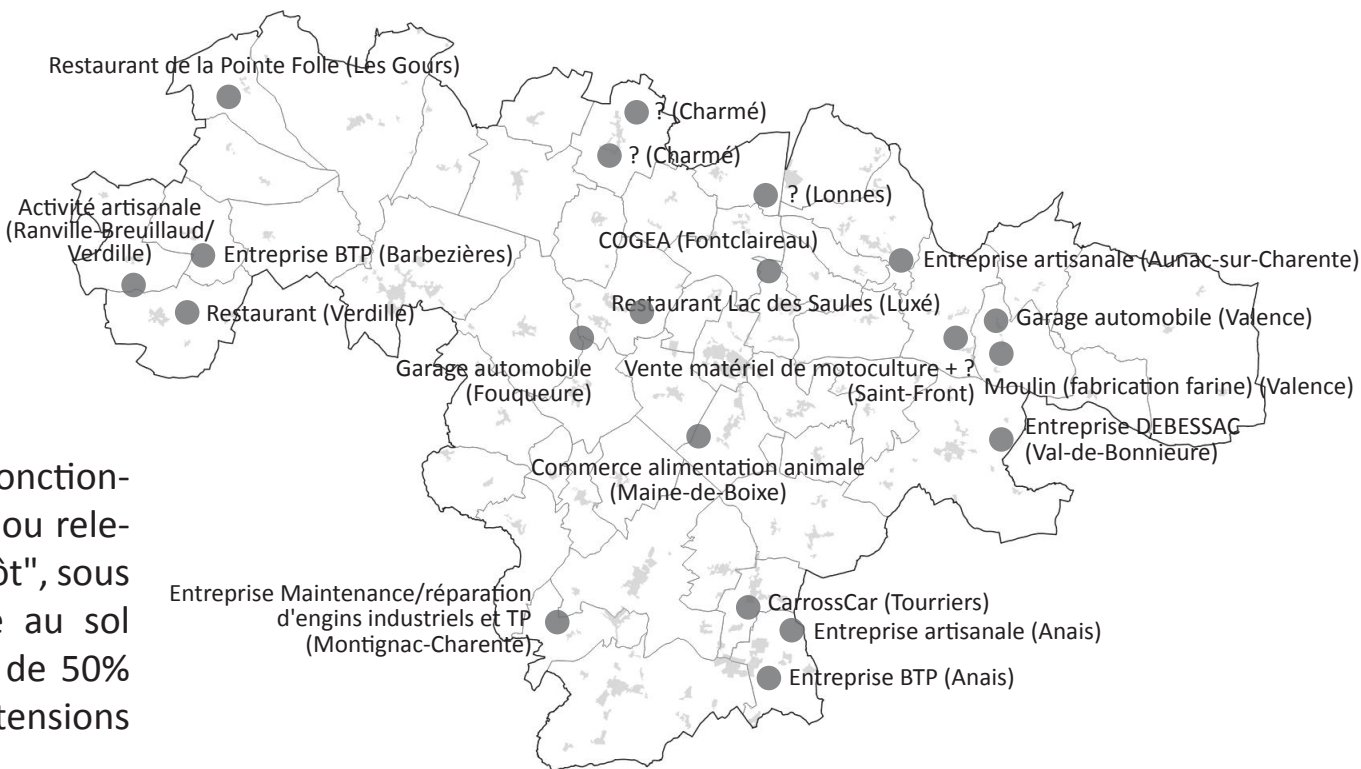 Restaurant de la Pointe Folle (Les Gours)
? (Charmé)
? (Charmé)
? (Lonnes)
Activité artisanale
(Ranville-Breuillaud/
Verdille)
Entreprise BTP (Barbezières)
COGEA (Fontclaireau)
Entreprise artisanale (Aunac-sur-Charente)
Restaurant (Verdille)
Restaurant Lac des Saules (Luxé)
Garage automobile (Valence)
Garage automobile
(Fouqueure)
Vente matériel de motoculture + ?
(Saint-Front)
Moulin (fabrication farine) (Valence)
Entreprise DEBESSAC
(Val-de-Bonnieure)
Commerce alimentation animale
(Maine-de-Boixe)
onction-
ou rele-
ôt", sous
e au sol
de 50%
tensions
Entreprise Maintenance/réparation
d'engins industriels et TP
(Montignac-Charente)
CarrossCar (Tourriers)
Entreprise artisanale (Anais)
Entreprise BTP (Anais)